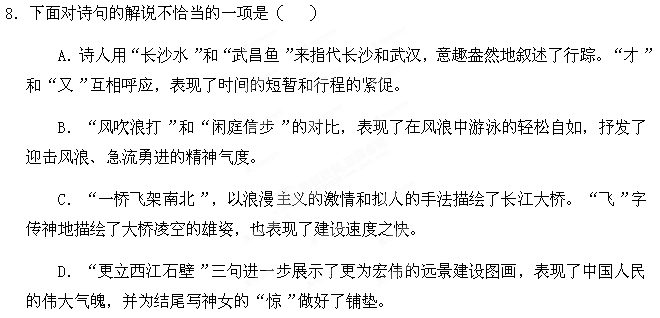 8．下面对诗句的解说不恰当的一项是（　　）
A．诗人用“长沙水”和“武昌鱼”来指代长沙和武汉，意趣盎然地叙述了行踪。“才”
和“又”互相呼应，表现了时间的短暂和行程的紧促。
B．“风吹浪打”和“闲庭信步”的对比，表现了在风浪中游泳的轻松自如，抒发了
迎击风浪、急流勇进的精神气度。
C．“一桥飞架南北”，以浪漫主义的激情和拟人的手法描绘了长江大桥。“飞”字
传神地描绘了大桥凌空的雄姿，也表现了建设速度之快。
D．“更立西江石壁”三句进一步展示了更为宏伟的远景建设图画，表现了中国人民
的伟大气魄，并为结尾写神女的“惊”做好了铺垫。